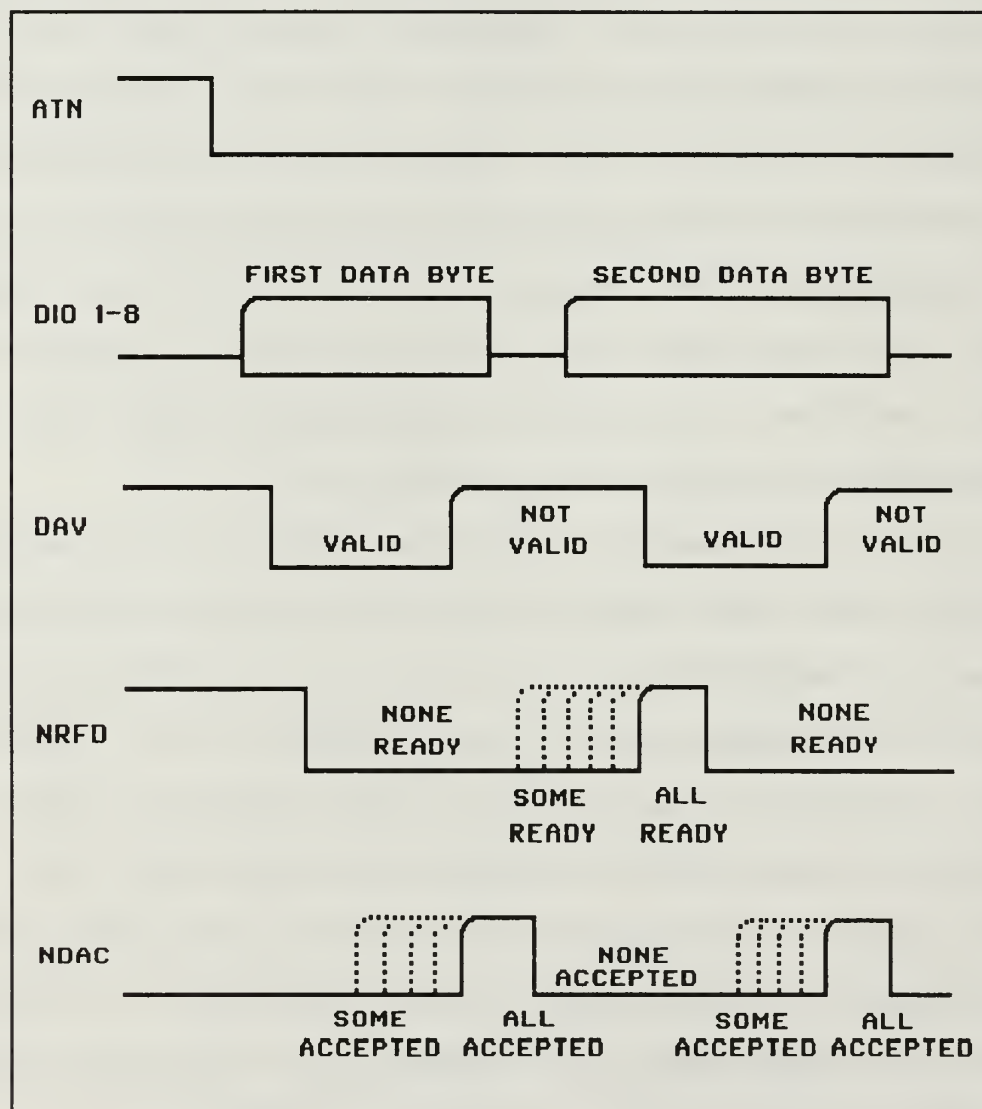 ATN
FIRST DATA BYTE
SECOND DATA BYTE
DIO 1-8
DAV
VALID
NOT
VALID
VALID
NOT
VALID
NRFD
NONE
READY
NONE
READY
SOME
READY
ALL
READY
NDAC
NONE
ACCEPTED
SOME
ACCEPTED
ALL
ACCEPTED
SOME
ACCEPTED
ALL
ACCEPTED